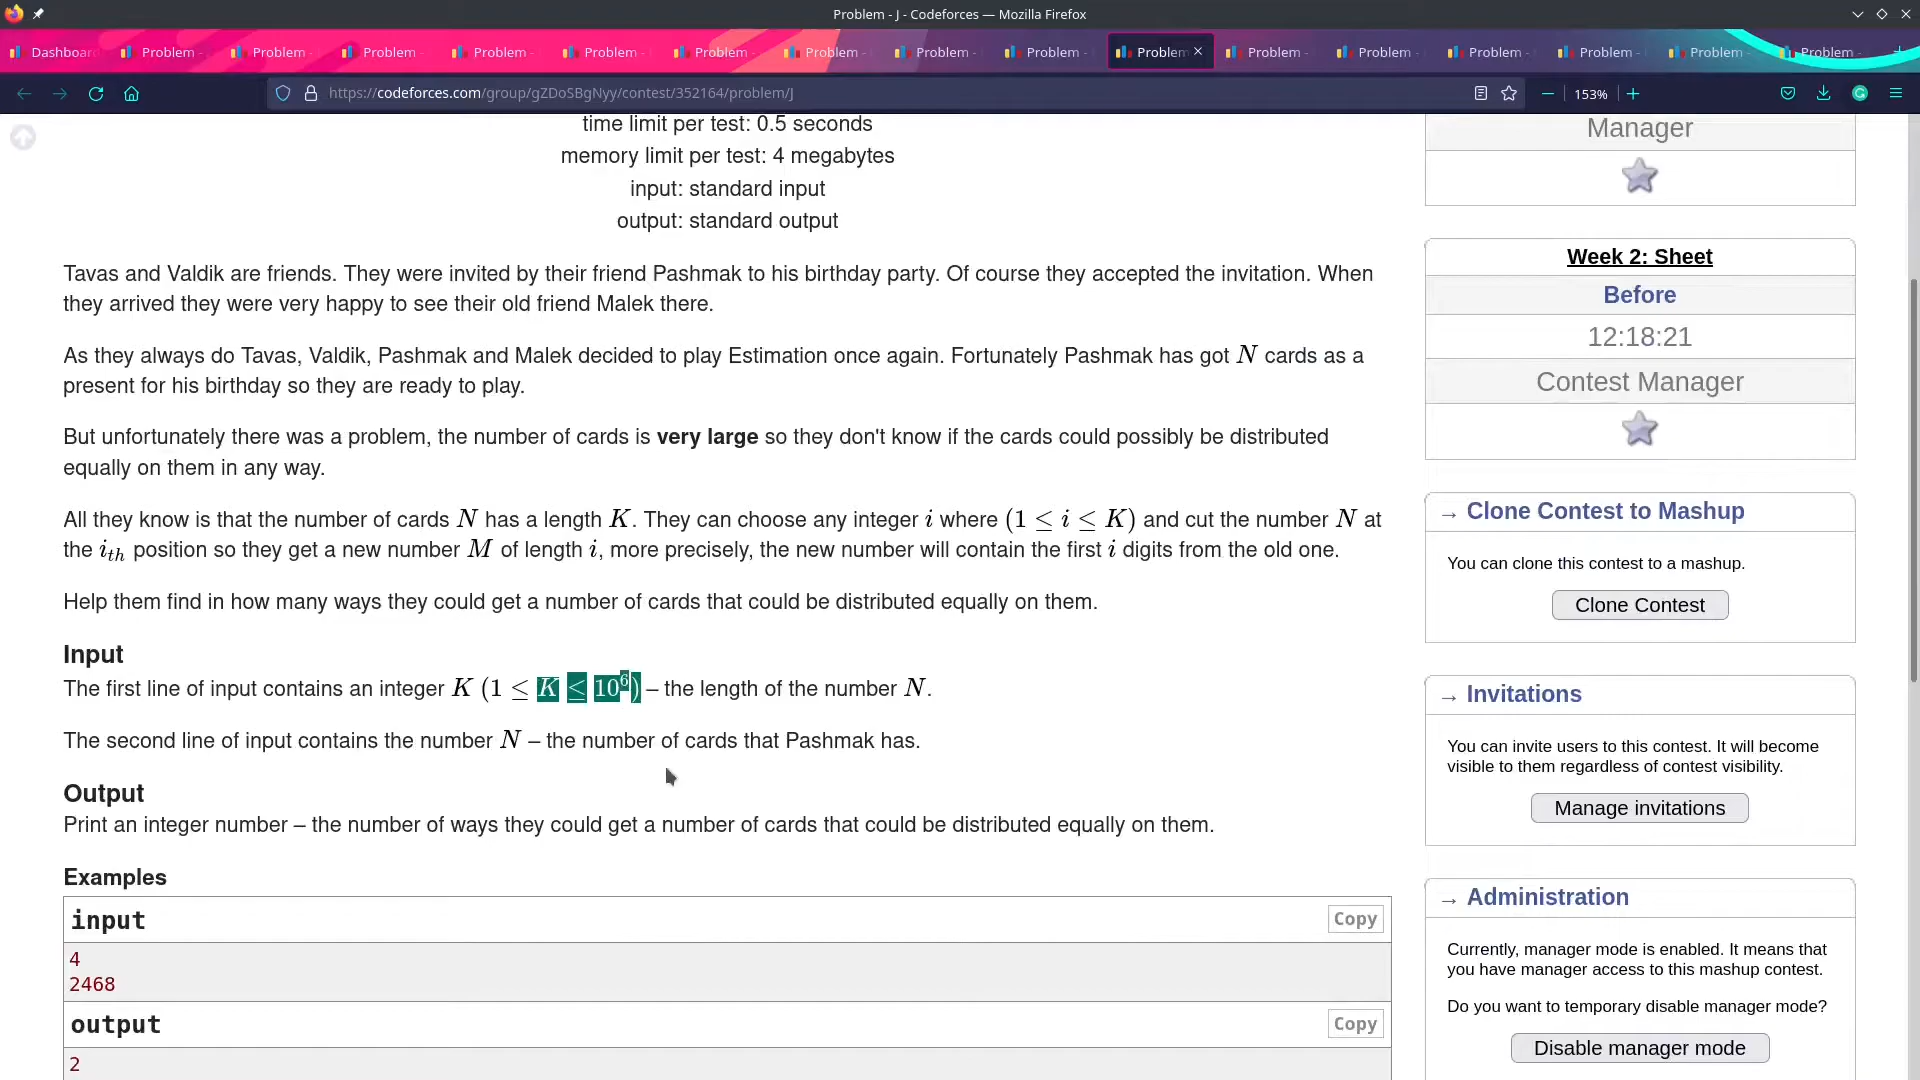 Problem - J - Codeforces — Mozilla Firefox
Dashboard Problem - Problem - Problem - Problem - Problem - Problem - Problem - Problem - Problem - Problem Problem - Problem - Problem - Problem - Problem - Problem -
https://codeforces.com/group/gZDoSBgNyy/contest/352164/problem/J
153%
time limit per test: 0.5 seconds
memory limit per test: 4 megabytes
input: standard input
output: standard output
Tavas and Valdik are friends. They were invited by their friend Pashmak to his birthday party. Of course they accepted the invitation. When
they arrived they were very happy to see their old friend Malek there.
As they always do Tavas, Valdik, Pashmak and Malek decided to play Estimation once again. Fortunately Pashmak has got N cards as a
present for his birthday so they are ready to play.
But unfortunately there was a problem, the number of cards is very large so they don't know if the cards could possibly be distributed
equally on them in any way.
All they know is that the number of cards N has a length K. They can choose any integer i where (1 ≤ i ≤ K) and cut the number N at
the i_th position so they get a new number M of length i, more precisely, the new number will contain the first i digits from the old one.
Help them find in how many ways they could get a number of cards that could be distributed equally on them.
Input
The first line of input contains an integer K (1 ≤ K ≤ 10^6) – the length of the number N.
The second line of input contains the number N – the number of cards that Pashmak has.
Output
Print an integer number – the number of ways they could get a number of cards that could be distributed equally on them.
Examples
input
Copy
4
2468
output
Copy
2
Manager
Week 2: Sheet
Before
12:18:21
Contest Manager
→ Clone Contest to Mashup
You can clone this contest to a mashup.
Clone Contest
→ Invitations
You can invite users to this contest. It will become
visible to them regardless of contest visibility.
Manage invitations
→ Administration
Currently, manager mode is enabled. It means that
you have manager access to this mashup contest.
Do you want to temporary disable manager mode?
Disable manager mode